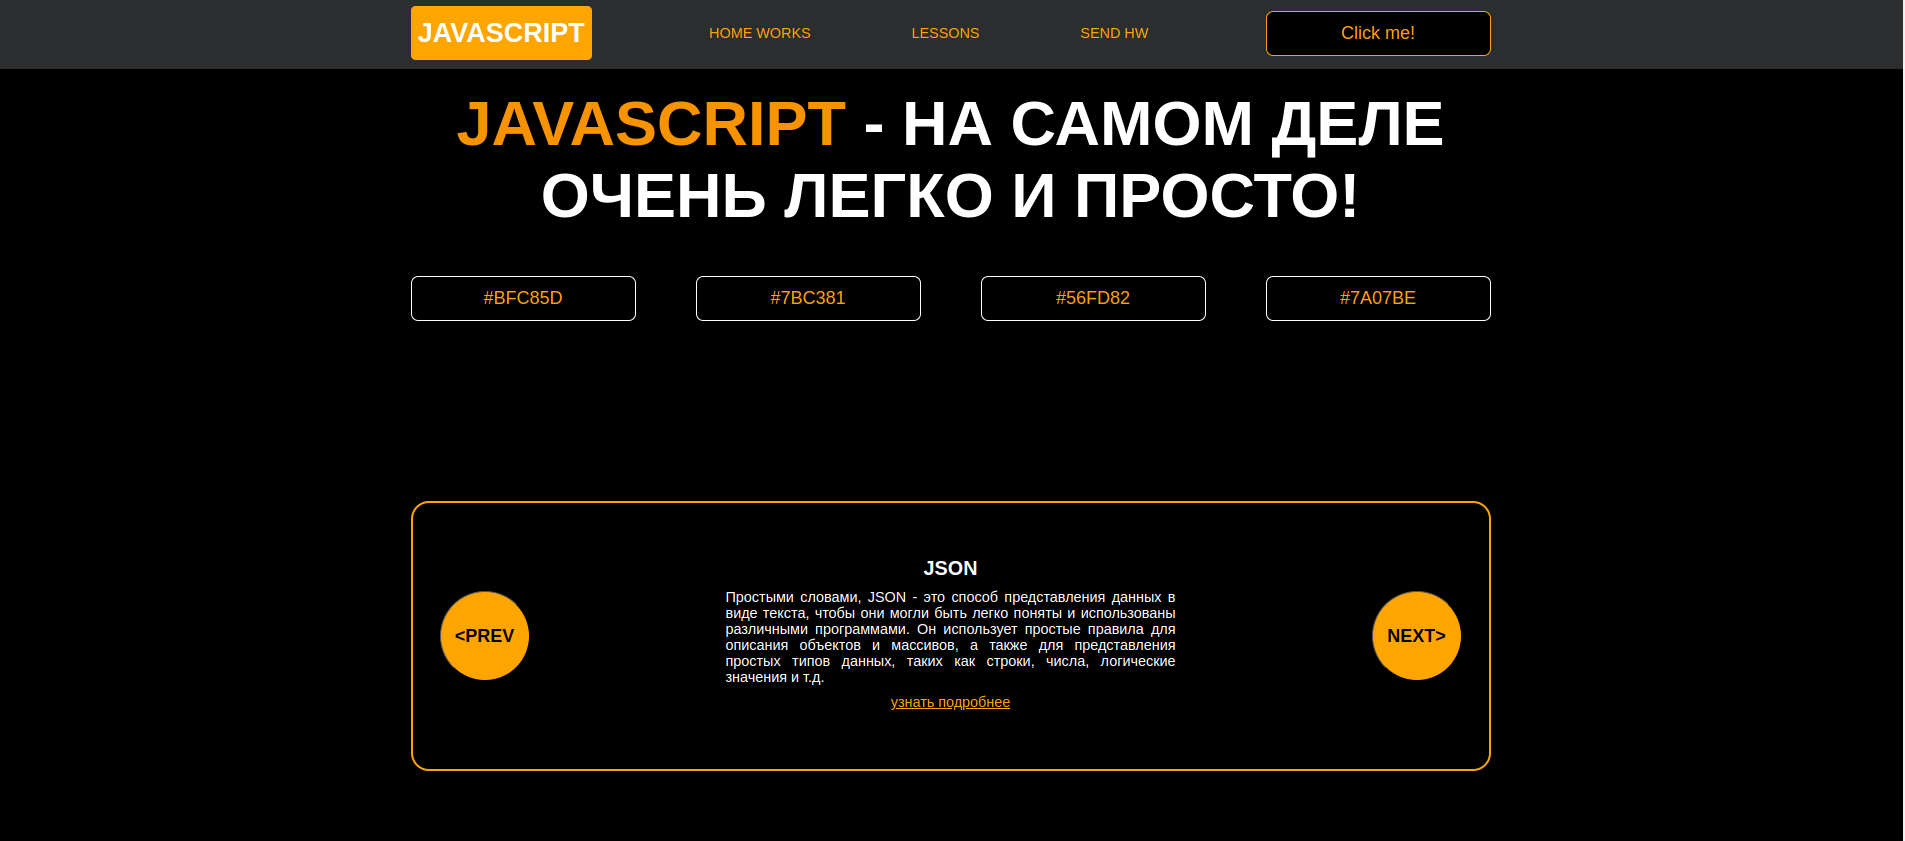 JAVASCRIPT
HOME WORKS
LESSONS
SEND HW
Click me!
JAVASCRIPT - НА САМОМ ДЕЛЕ
ОЧЕНЬ ЛЕГКО И ПРОСТО!
#BFC85D
#7BC381
#56FD82
#7A07BE
JSON
Простыми словами, JSON - это способ представления данных в
виде текста, чтобы они могли быть легко поняты и использованы
различными программами. Он использует простые правила для
описания объектов и массивов, а также для представления
простых типов данных, таких как строки, числа, логические
значения и т.д.
узнать подробнее
<PREV
NEXT>